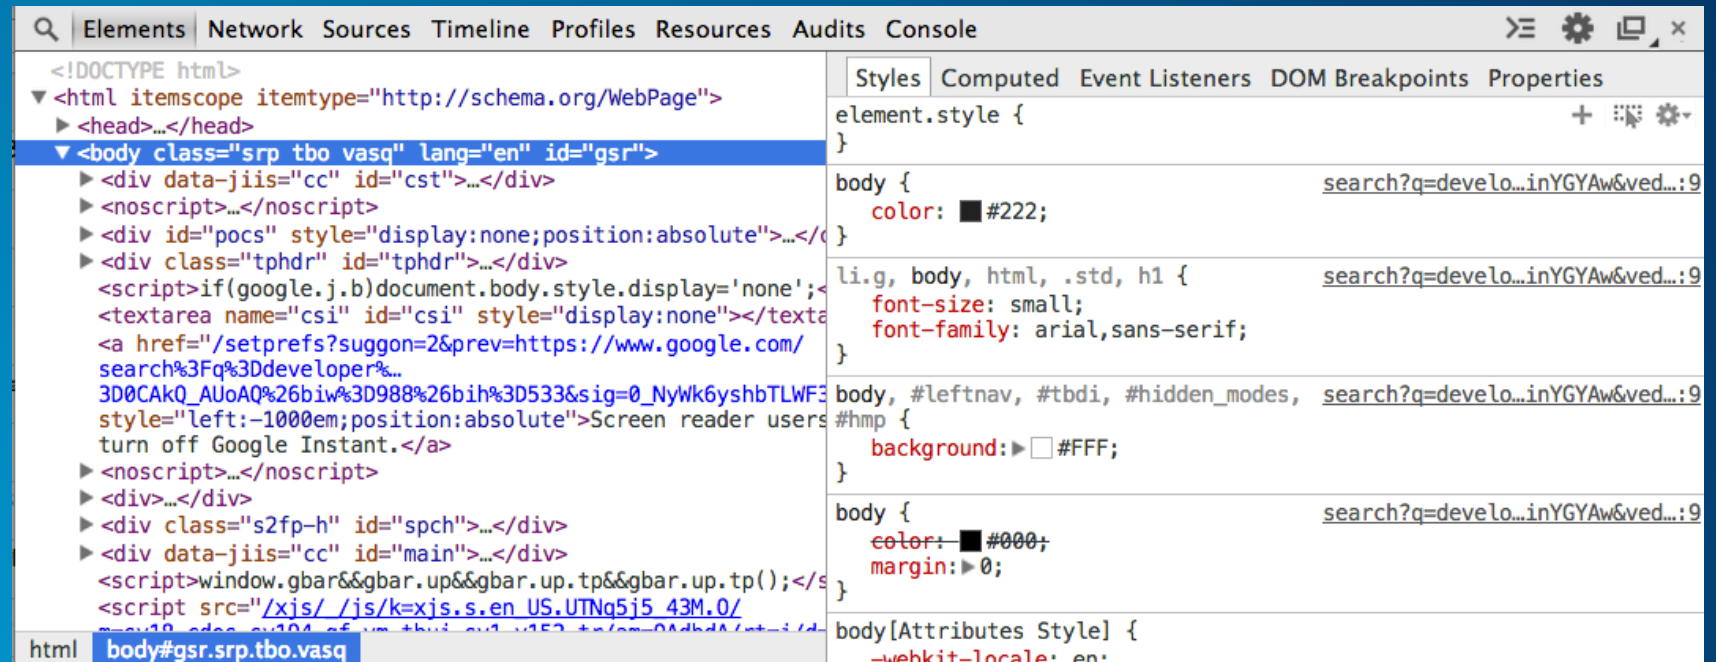 Elements Network Sources Timeline Profiles Resources Audits Console
<!DOCTYPE html>
<html itemscope itemtype="http://schema.org/WebPage">
<head>…</head>
<body class="srp tbo vasq" lang="en" id="gsr">
<div data-jiis="cc" id="cst">…</div>
<noscript>…</noscript>
<div id="pocs" style="display:none;position:absolute">…</
<div class="tphdr" id="tphdr">…</div>
<script>if(google.j.b)document.body.style.display='none';<
<textarea name="csi" id="csi" style="display:none"></texta
<a href="/setprefs?suggon=2&prev=https://www.google.com/
search%3Fq%3Ddeveloper%…
3D0CAkQ_AUoAQ%26biw%3D988%26bih%3D533&sig=0_NyWk6yshbTLWF3
style="left:-1000em;position:absolute">Screen reader users
turn off Google Instant.</a>
<noscript>…</noscript>
<div>…</div>
<div class="s2fp-h" id="spch">…</div>
<div data-jiis="cc" id="main">…</div>
<script>window.gbar&&gbar.up&&gbar.up.tp&&gbar.up.tp();</s
<script src="/xjs/_/js/k=xjs.s.en_US.UTNq5j5_43M.O/
html body#gsr.srp.tbo.vasq
Styles Computed Event Listeners DOM Breakpoints Properties
element.style {
}
body { search?q=develo…inYGYAw&ved…:9
color: #222;
}
li.g, body, html, .std, h1 { search?q=develo…inYGYAw&ved…:9
font-size: small;
font-family: arial,sans-serif;
}
body, #leftnav, #tbdi, #hidden_modes, search?q=develo…inYGYAw&ved…:9
#hmp {
background: #FFF;
}
body { search?q=develo…inYGYAw&ved…:9
color: #000;
margin: 0;
}
body[Attributes Style] {
-webkit-locale: en;